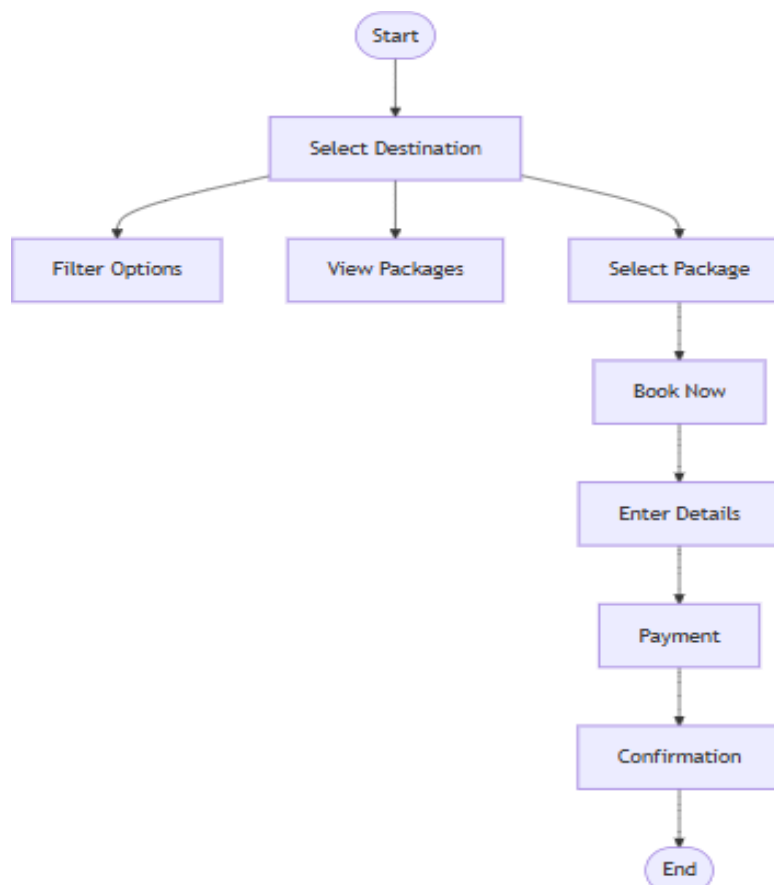 Start
Select Destination
Filter Options
View Packages
Select Package
Book Now
Enter Details
Payment
Confirmation
End